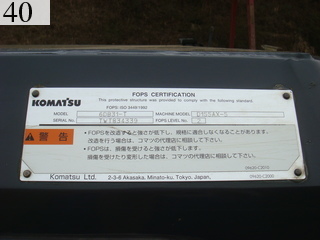 40
FOPS CERTIFICATION
This protective structure was provided to comply with the following standard.
FOPS: ISO 3449/1992
KOMATSU
MODEL
MACHINE MODEL D155AX-5
SERIAL No.
FOPS LEVEL No. 2
警告
・FOPSを改造すると強さが低下し、規格に適合しなくなることがあります。
改造を行う場合は、コマツの代理店に相談して下さい。
・FOPSは、損傷を受けると強さが低下します。
損傷を受けたり変形した場合は、コマツの代理店に相談して下さい。
Komatsu Ltd. 2-3-6 Akasaka, Minato-ku, Tokyo, Japan,